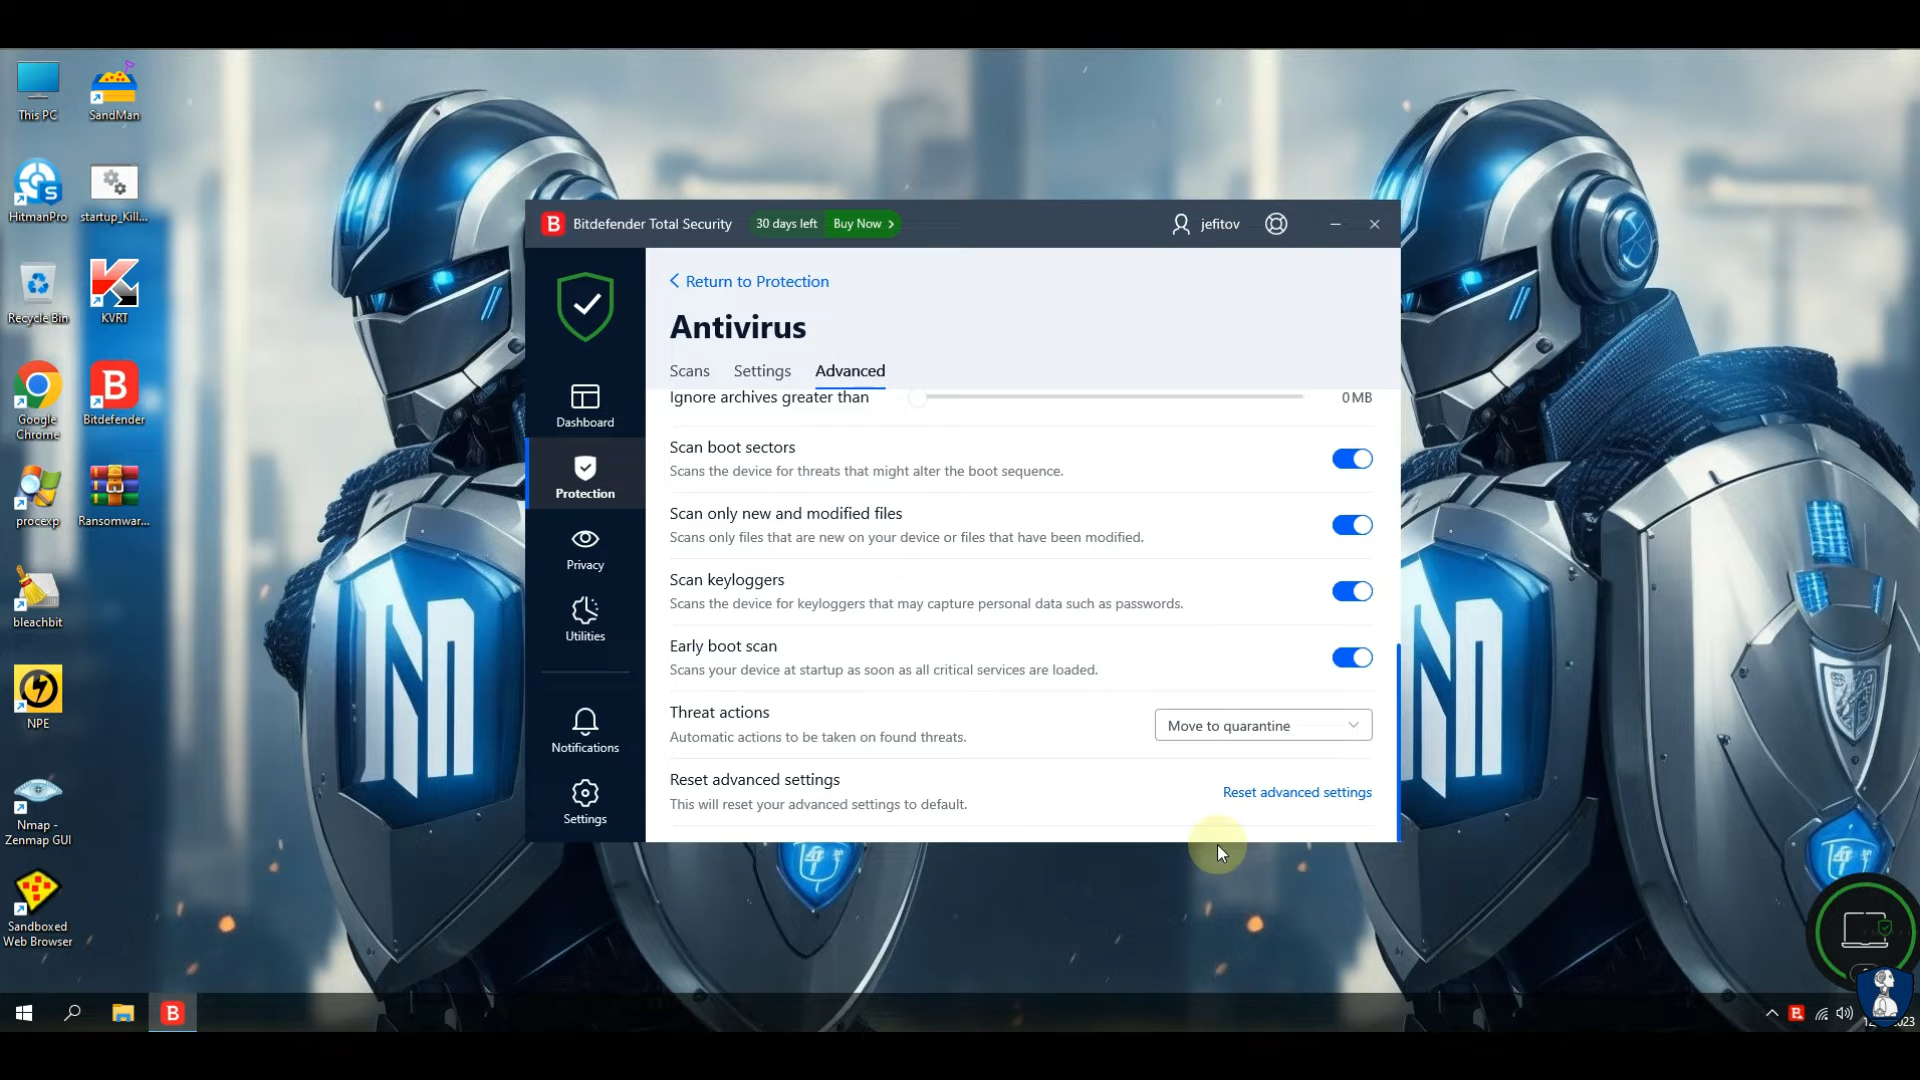 This PC
SandMan
HitmanPro
startup_Kill...
Recycle Bin
KVRT
Google
Chrome
Bitdefender
procexp
Ransomwar...
bleachbit
NPE
Nmap -
Zenmap GUI
Sandboxed
Web Browser
B Bitdefender Total Security
30 days left
Buy Now >
jefitov
Dashboard
Protection
Privacy
Utilities
Notifications
Settings
Return to Protection
Antivirus
Scans Settings Advanced
Ignore archives greater than
0 MB
Scan boot sectors
Scans the device for threats that might alter the boot sequence.
Scan only new and modified files
Scans only files that are new on your device or files that have been modified.
Scan keyloggers
Scans the device for keyloggers that may capture personal data such as passwords.
Early boot scan
Scans your device at startup as soon as all critical services are loaded.
Threat actions
Automatic actions to be taken on found threats.
Move to quarantine
Reset advanced settings
This will reset your advanced settings to default.
Reset advanced settings